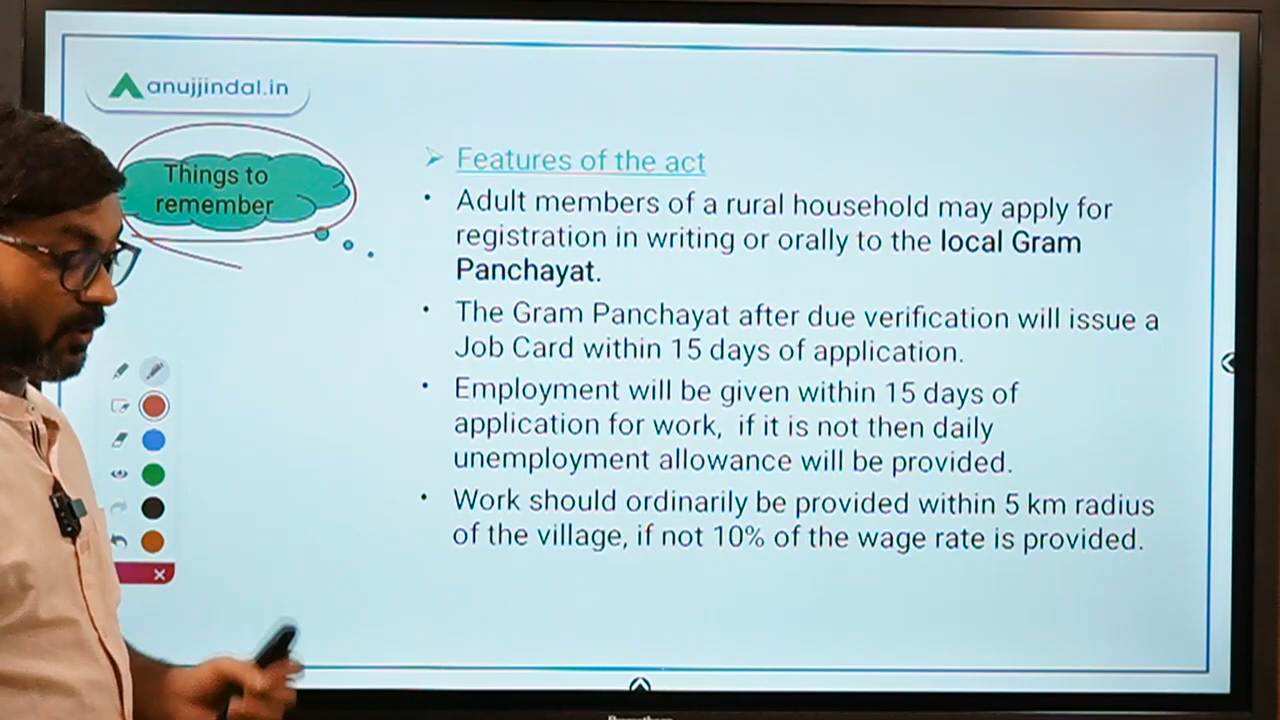 anujjindal.in
Things to
remember
➢ Features of the act
• Adult members of a rural household may apply for
registration in writing or orally to the local Gram
Panchayat.
• The Gram Panchayat after due verification will issue a
Job Card within 15 days of application.
• Employment will be given within 15 days of
application for work, if it is not then daily
unemployment allowance will be provided.
• Work should ordinarily be provided within 5 km radius
of the village, if not 10% of the wage rate is provided.